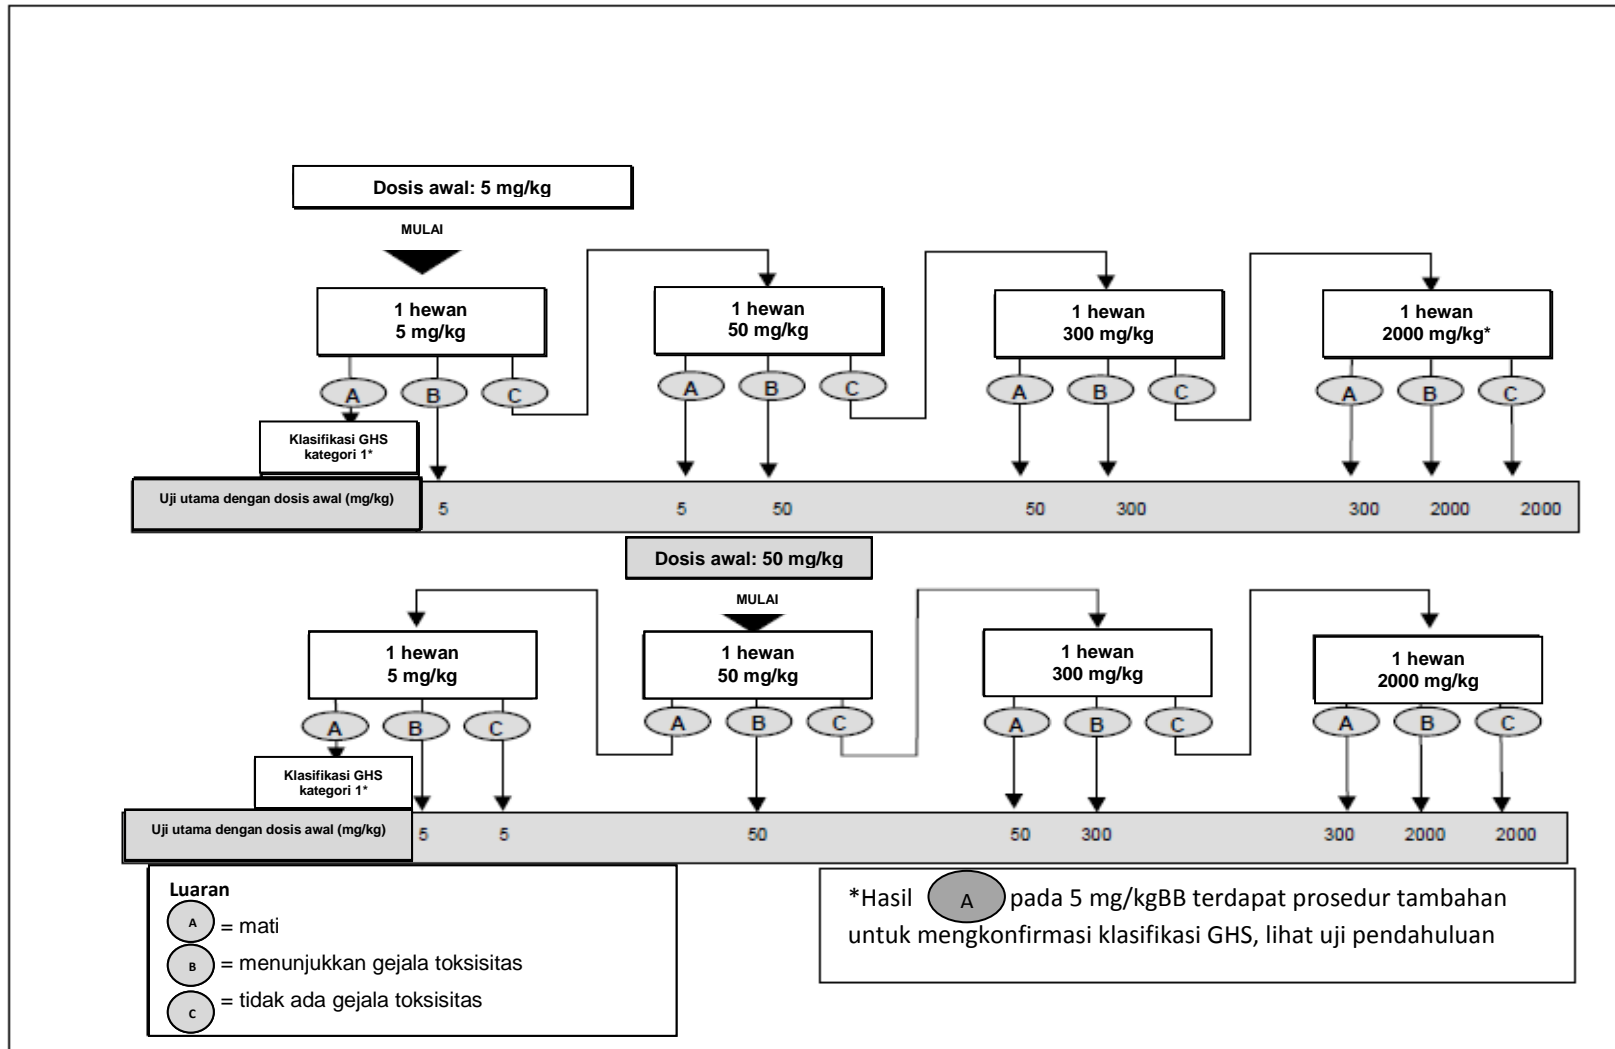 Dosis awal: 5 mg/kg
MULAI
1 hewan
5 mg/kg
1 hewan
50 mg/kg
1 hewan
300 mg/kg
1 hewan
2000 mg/kg*
A B C A B C A B C A B C
Klasifikasi GHS
kategori 1*
Uji utama dengan dosis awal (mg/kg)
5 5 50 50 300 300 2000 2000
Dosis awal: 50 mg/kg
MULAI
1 hewan
5 mg/kg
1 hewan
50 mg/kg
1 hewan
300 mg/kg
1 hewan
2000 mg/kg
A B C A B C A B C A B C
Klasifikasi GHS
kategori 1*
Uji utama dengan dosis awal (mg/kg)
5 5 50 50 300 300 2000 2000
Luaran
A = mati
B = menunjukkan gejala toksisitas
C = tidak ada gejala toksisitas
*Hasil A pada 5 mg/kgBB terdapat prosedur tambahan
untuk mengkonfirmasi klasifikasi GHS, lihat uji pendahuluan